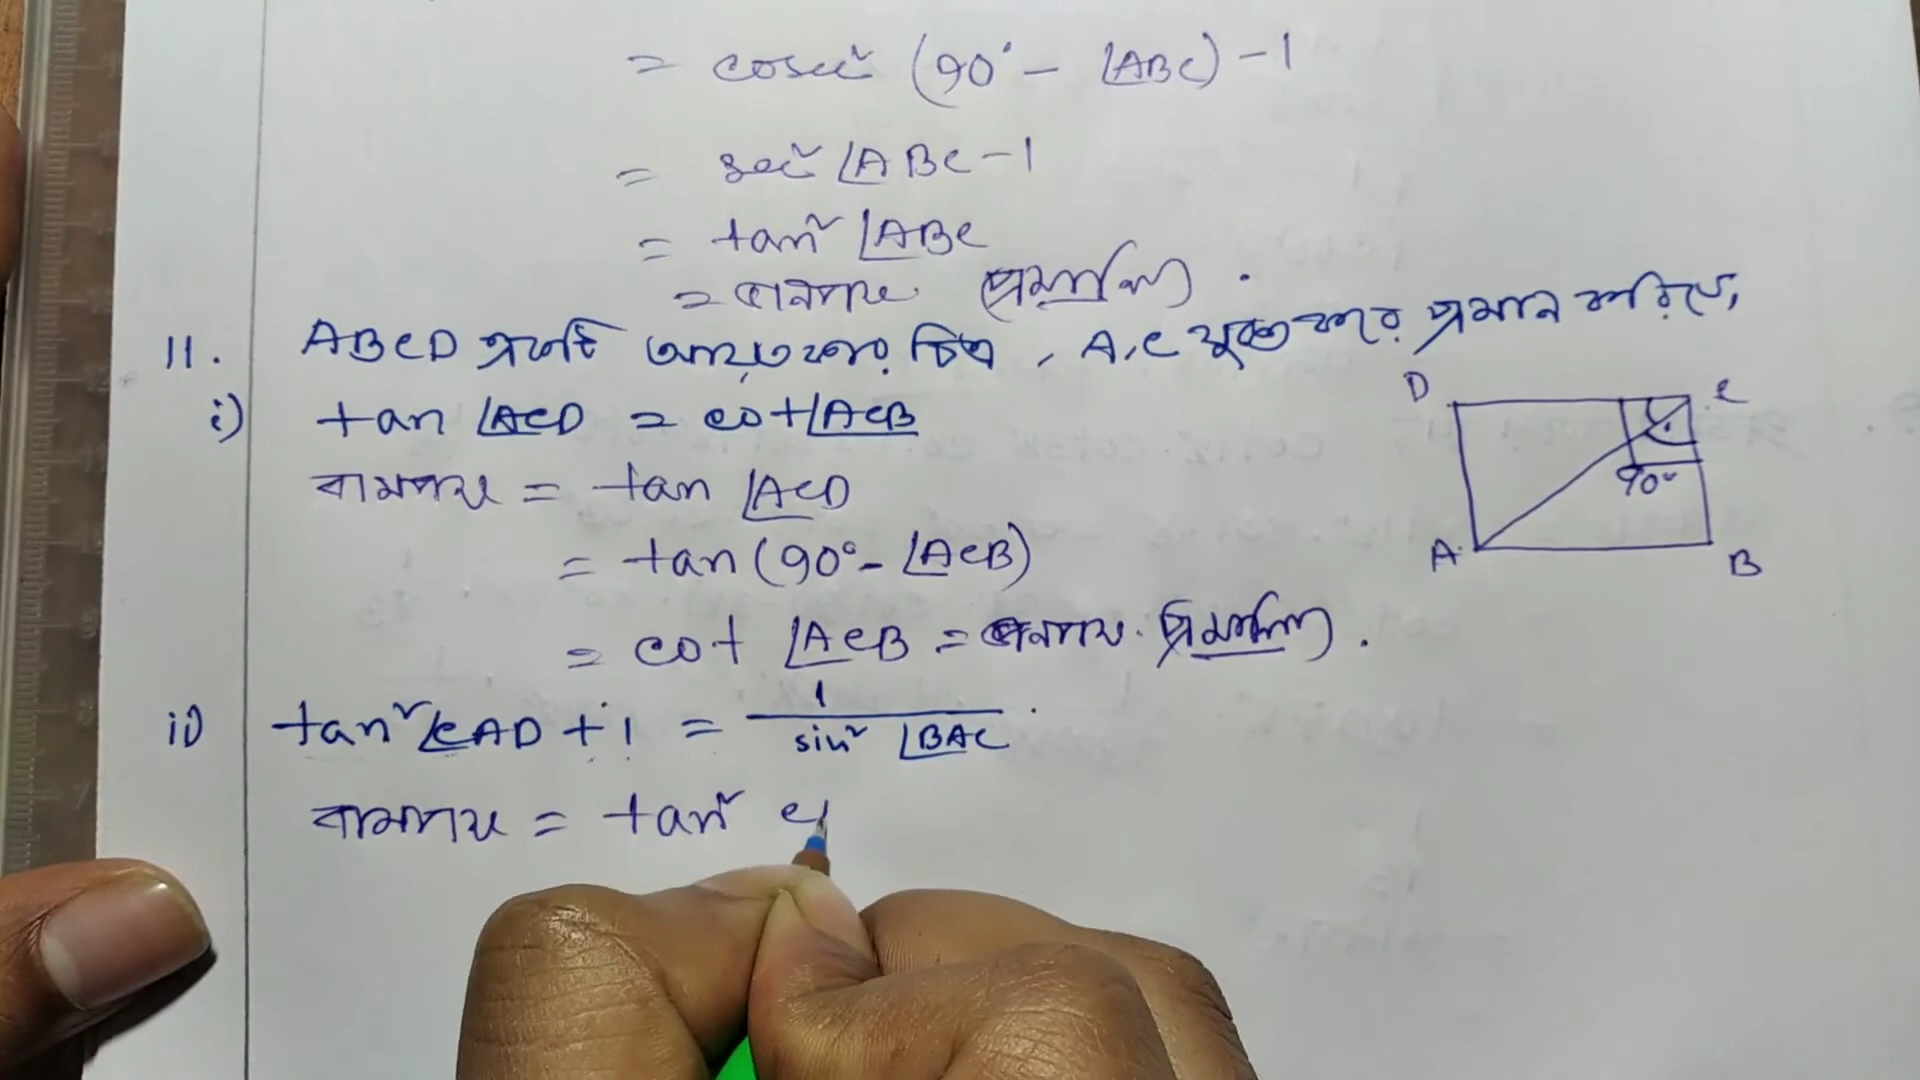 = cosec² (90° - ∠ABC) - 1
= sec² ∠ABC - 1
= tan² ∠ABC
= ডানপক্ষ (প্রমাণিত).
11. ABCD একটি আয়তাকার চিত্র, A, C যুক্ত করে প্রমান করি যে,
i) tan ∠ACD = cot ∠ACB
বামপক্ষ = tan ∠ACD
= tan (90° - ∠ACB)
= cot ∠ACB = ডানপক্ষ. (প্রমাণিত).
ii) tan² ∠CAD + 1 = 1 / sin² ∠BAC.
বামপক্ষ = tan² c
D C
90°
A B